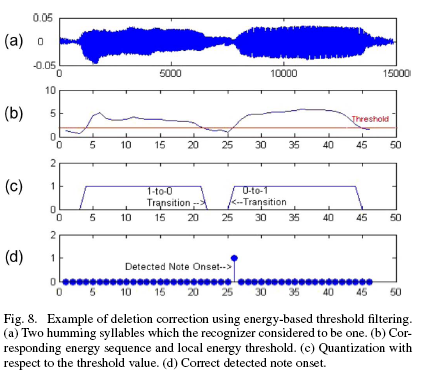 (a)
0.05
0
-0.05
0 5000 10000 15000
(b)
10
5
0
Threshold
0 5 10 15 20 25 30 35 40 45 50
(c)
2
1
0
1-to-0 0-to-1
Transition --> <--Transition
0 5 10 15 20 25 30 35 40 45 50
(d)
2
1
0
Detected Note Onset-->
0 5 10 15 20 25 30 35 40 45 50
Fig. 8. Example of deletion correction using energy-based threshold filtering.
(a) Two humming syllables which the recognizer considered to be one. (b) Cor-
responding energy sequence and local energy threshold. (c) Quantization with
respect to the threshold value. (d) Correct detected note onset.